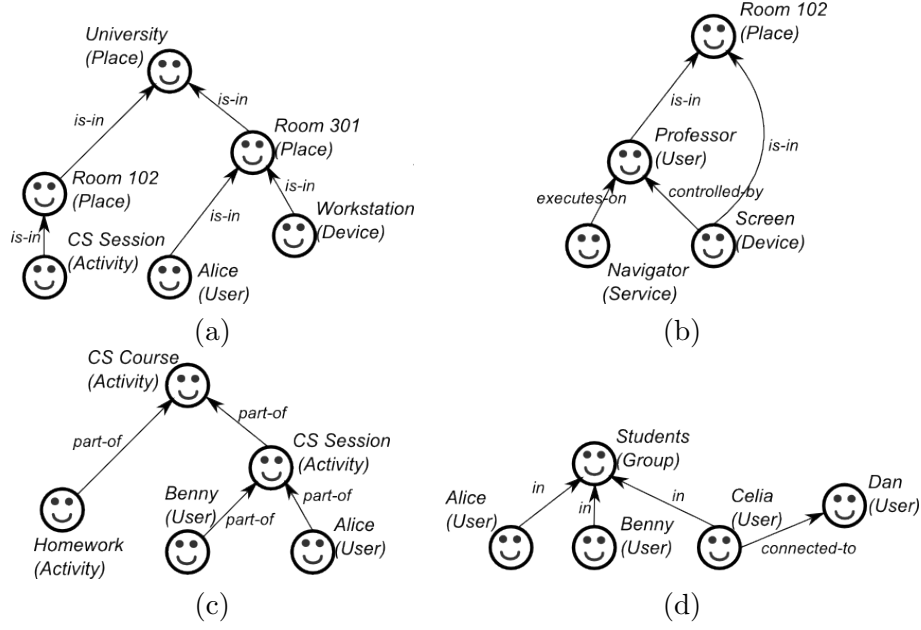 University
(Place)
is-in
is-in
Room 301
(Place)
Room 102
(Place)
is-in
is-in
Workstation
(Device)
is-in
CS Session
(Activity)
Alice
(User)
(a)
Room 102
(Place)
is-in
Professor
(User)
is-in
executes-on
controlled-by
Screen
(Device)
Navigator
(Service)
(b)
CS Course
(Activity)
part-of
part-of
CS Session
(Activity)
Benny
(User)
part-of
part-of
Alice
(User)
Homework
(Activity)
(c)
Students
(Group)
Alice
(User)
in
in
in
Benny
(User)
Celia
(User)
Dan
(User)
connected-to
(d)